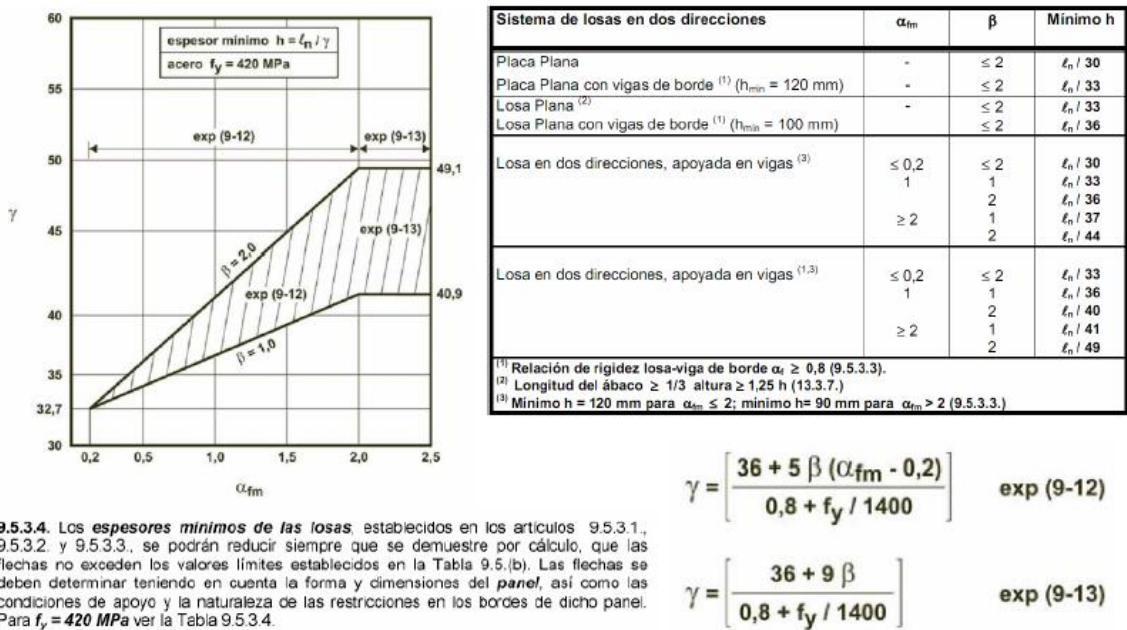 60
55
50
45
40
35
32,7
30
γ
espesor mínimo h = ℓn / γ
acero fy = 420 MPa
exp (9-12)
exp (9-13)
49,1
exp (9-13)
β = 2,0
exp (9-12)
40,9
β = 1,0
0,2 0,5 1,0 1,5 2,0 2,5
αfm
Sistema de losas en dos direcciones αfm β Mínimo h
Placa Plana - ≤ 2 ℓn / 30
Placa Plana con vigas de borde (1) (hmin = 120 mm) - ≤ 2 ℓn / 33
Losa Plana (2) - ≤ 2 ℓn / 33
Losa Plana con vigas de borde (1) (hmin = 100 mm) ≤ 2 ℓn / 36
Losa en dos direcciones, apoyada en vigas (3) ≤ 0,2 ≤ 2 ℓn / 30
1 1 ℓn / 33
2 ℓn / 36
≥ 2 1 ℓn / 37
2 ℓn / 44
Losa en dos direcciones, apoyada en vigas (1,3) ≤ 0,2 ≤ 2 ℓn / 33
1 1 ℓn / 36
2 ℓn / 40
≥ 2 1 ℓn / 41
2 ℓn / 49
(1) Relación de rigidez losa-viga de borde αf ≥ 0,8 (9.5.3.3).
(2) Longitud del ábaco ≥ 1/3 altura ≥ 1,25 h (13.3.7.)
(3) Mínimo h = 120 mm para αfm ≤ 2; mínimo h= 90 mm para αfm > 2 (9.5.3.3.)
9.5.3.4. Los espesores mínimos de las losas, establecidos en los artículos 9.5.3.1.,
9.5.3.2. y 9.5.3.3., se podrán reducir siempre que se demuestre por cálculo, que las
flechas no exceden los valores límites establecidos en la Tabla 9.5.(b). Las flechas se
deben determinar teniendo en cuenta la forma y dimensiones del panel, así como las
condiciones de apoyo y la naturaleza de las restricciones en los bordes de dicho panel.
Para fy = 420 MPa ver la Tabla 9.5.3.4.
γ = [ 36 + 5 β (αfm - 0,2) / 0,8 + fy / 1400 ] exp (9-12)
γ = [ 36 + 9 β / 0,8 + fy / 1400 ] exp (9-13)